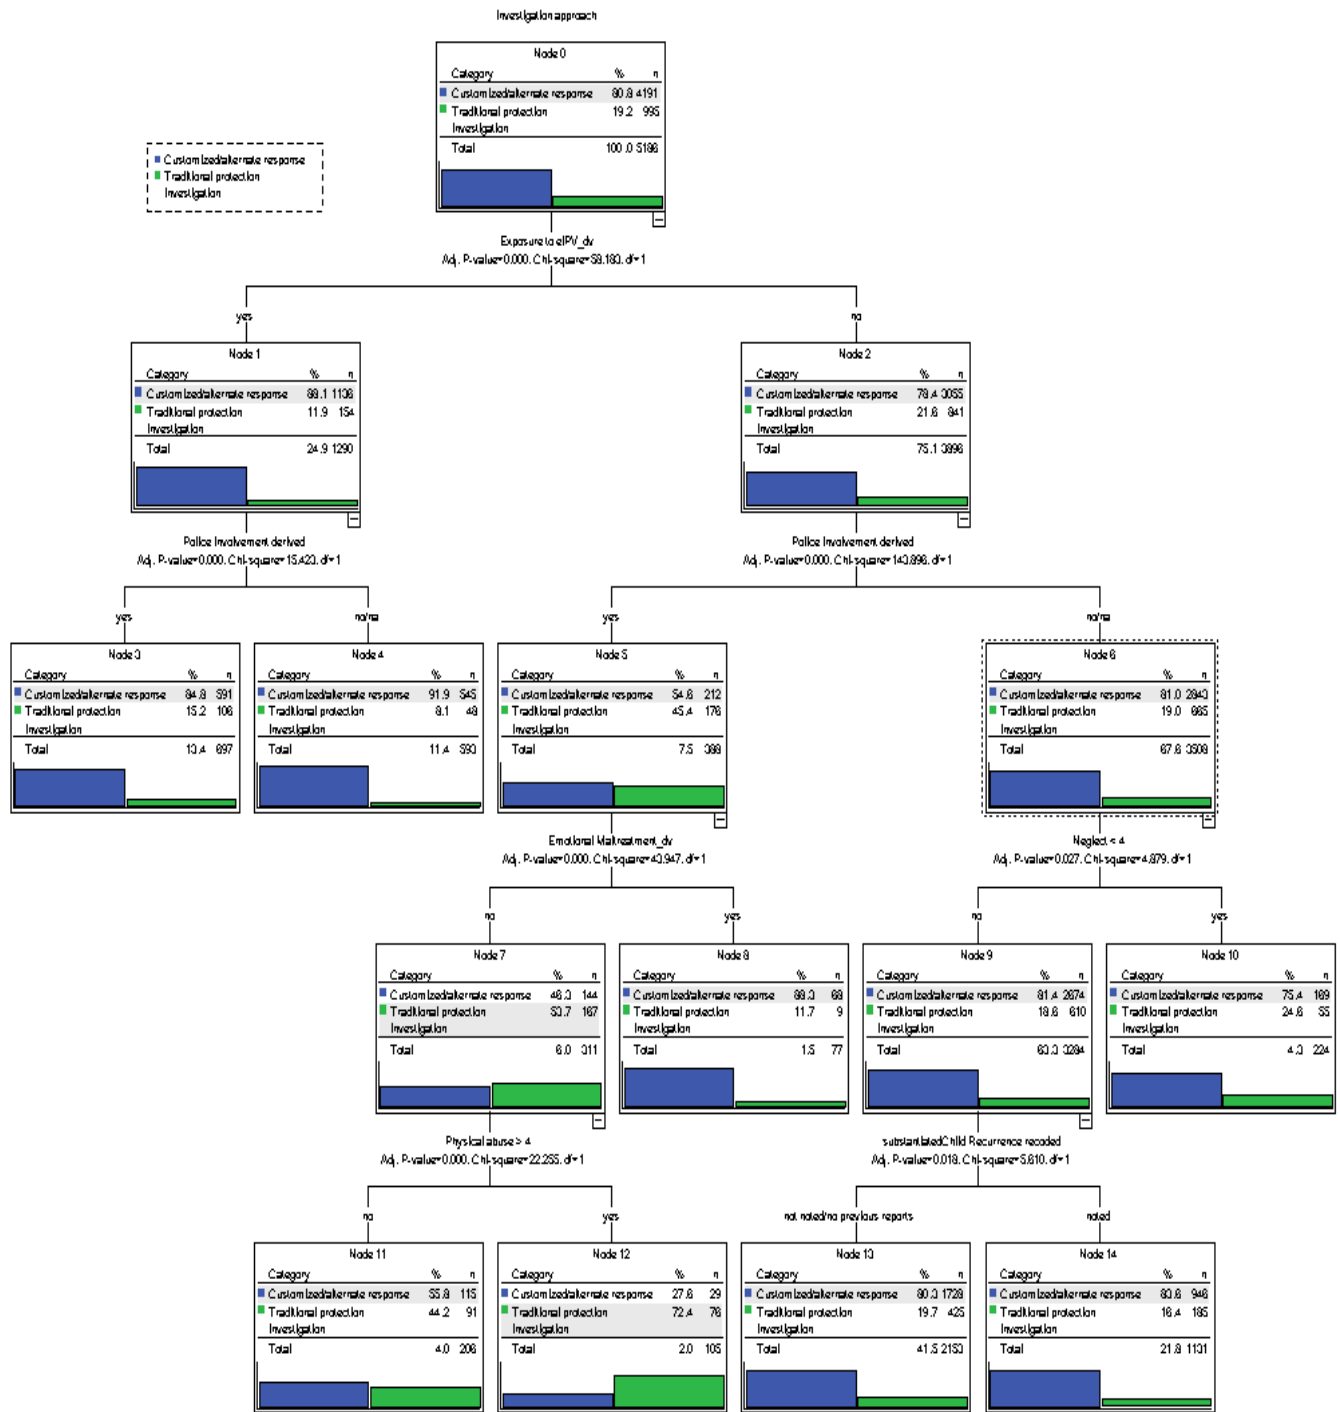 Investigation approach
Node 0
Category % n
Customized/alternate response 80.8 4191
Traditional protection 19.2 995
Investigation
Total 100.0 5186
Customized/alternate response
Traditional protection
Investigation
Exposure to eIPV_dv
Adj. P-value=0.000. Chi-square=58.183. df=1
yes
no
Node 1
Category % n
Customized/alternate response 88.1 1136
Traditional protection 11.9 154
Investigation
Total 24.9 1290
Node 2
Category % n
Customized/alternate response 78.4 3055
Traditional protection 21.6 841
Investigation
Total 75.1 3896
Police Involvement derived
Adj. P-value=0.000. Chi-square=15.423. df=1
Police Involvement derived
Adj. P-value=0.000. Chi-square=143.896. df=1
yes
no/na
yes
no/na
Node 3
Category % n
Customized/alternate response 84.8 591
Traditional protection 15.2 106
Investigation
Total 13.4 697
Node 4
Category % n
Customized/alternate response 91.9 545
Traditional protection 8.1 48
Investigation
Total 11.4 593
Node 5
Category % n
Customized/alternate response 54.6 212
Traditional protection 45.4 176
Investigation
Total 7.5 388
Node 6
Category % n
Customized/alternate response 81.0 2843
Traditional protection 19.0 665
Investigation
Total 67.6 3508
Emotional Maltreatment_dv
Adj. P-value=0.000. Chi-square=43.947. df=1
Neglect < 4
Adj. P-value=0.027. Chi-square=4.879. df=1
no
yes
no
yes
Node 7
Category % n
Customized/alternate response 46.3 144
Traditional protection 53.7 167
Investigation
Total 6.0 311
Node 8
Category % n
Customized/alternate response 88.3 68
Traditional protection 11.7 9
Investigation
Total 1.5 77
Node 9
Category % n
Customized/alternate response 81.4 2674
Traditional protection 18.6 610
Investigation
Total 63.3 3284
Node 10
Category % n
Customized/alternate response 75.4 169
Traditional protection 24.6 55
Investigation
Total 4.3 224
Physical abuse > 4
Adj. P-value=0.000. Chi-square=22.255. df=1
substantiatedChild Recurrence recoded
Adj. P-value=0.018. Chi-square=5.610. df=1
no
yes
not noted/no previous reports
noted
Node 11
Category % n
Customized/alternate response 55.8 115
Traditional protection 44.2 91
Investigation
Total 4.0 206
Node 12
Category % n
Customized/alternate response 27.6 29
Traditional protection 72.4 76
Investigation
Total 2.0 105
Node 13
Category % n
Customized/alternate response 80.3 1728
Traditional protection 19.7 425
Investigation
Total 41.5 2153
Node 14
Category % n
Customized/alternate response 83.6 946
Traditional protection 16.4 185
Investigation
Total 21.8 1131